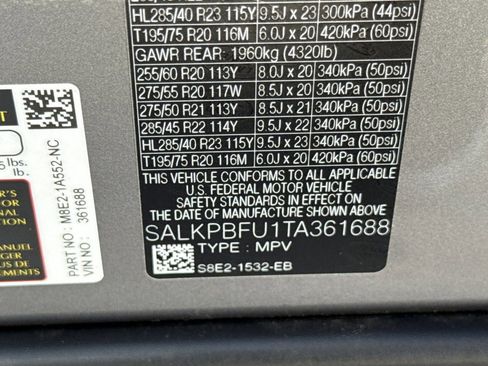 HL285/40 R23 115Y 9.5J x 23 300kPa (44psi)
T195/75 R20 116M 6.0J x 20 420kPa (60psi)
GAWR REAR: 1960kg (4320lb)
255/60 R20 113Y 8.0J x 20 340kPa (50psi)
275/55 R20 117W 8.5J x 20 340kPa (50psi)
275/50 R21 113Y 8.5J x 21 340kPa (50psi)
285/45 R22 114Y 9.5J x 22 340kPa (50psi)
HL285/40 R23 115Y 9.5J x 23 340kPa (50psi)
T195/75 R20 116M 6.0J x 20 420kPa (60psi)
THIS VEHICLE CONFORMS TO ALL APPLICABLE
U.S. FEDERAL MOTOR VEHICLE
SAFETY STANDARDS IN EFFECT ON
THE DATE OF MANUFACTURE SHOWN ABOVE
SALKPBFU1TA361688
TYPE: MPV
S8E2-1532-EB
PART NO: M8E2-1A552-NC
VIN NO: 361688
lbs.
lb.
MANUEL